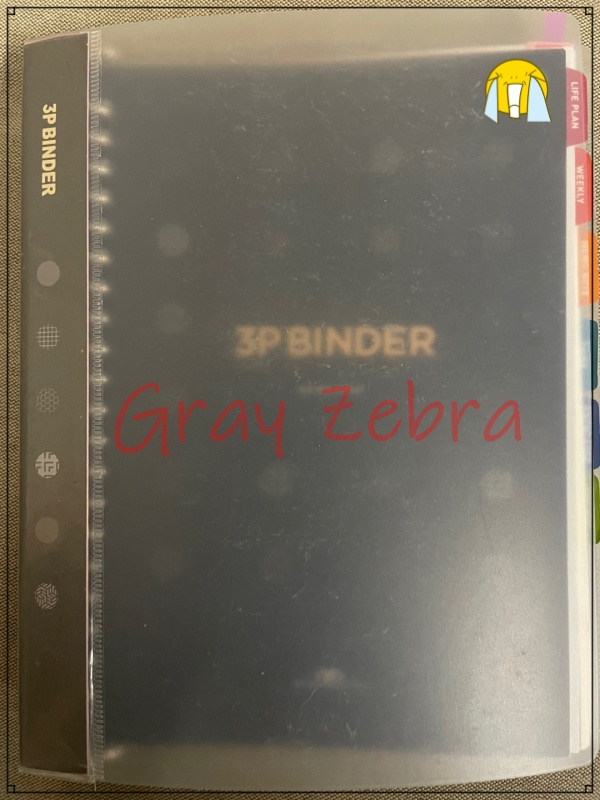 3P BINDER
LIFE PLAN
WEEKLY
3P BINDER
Gray Zebra